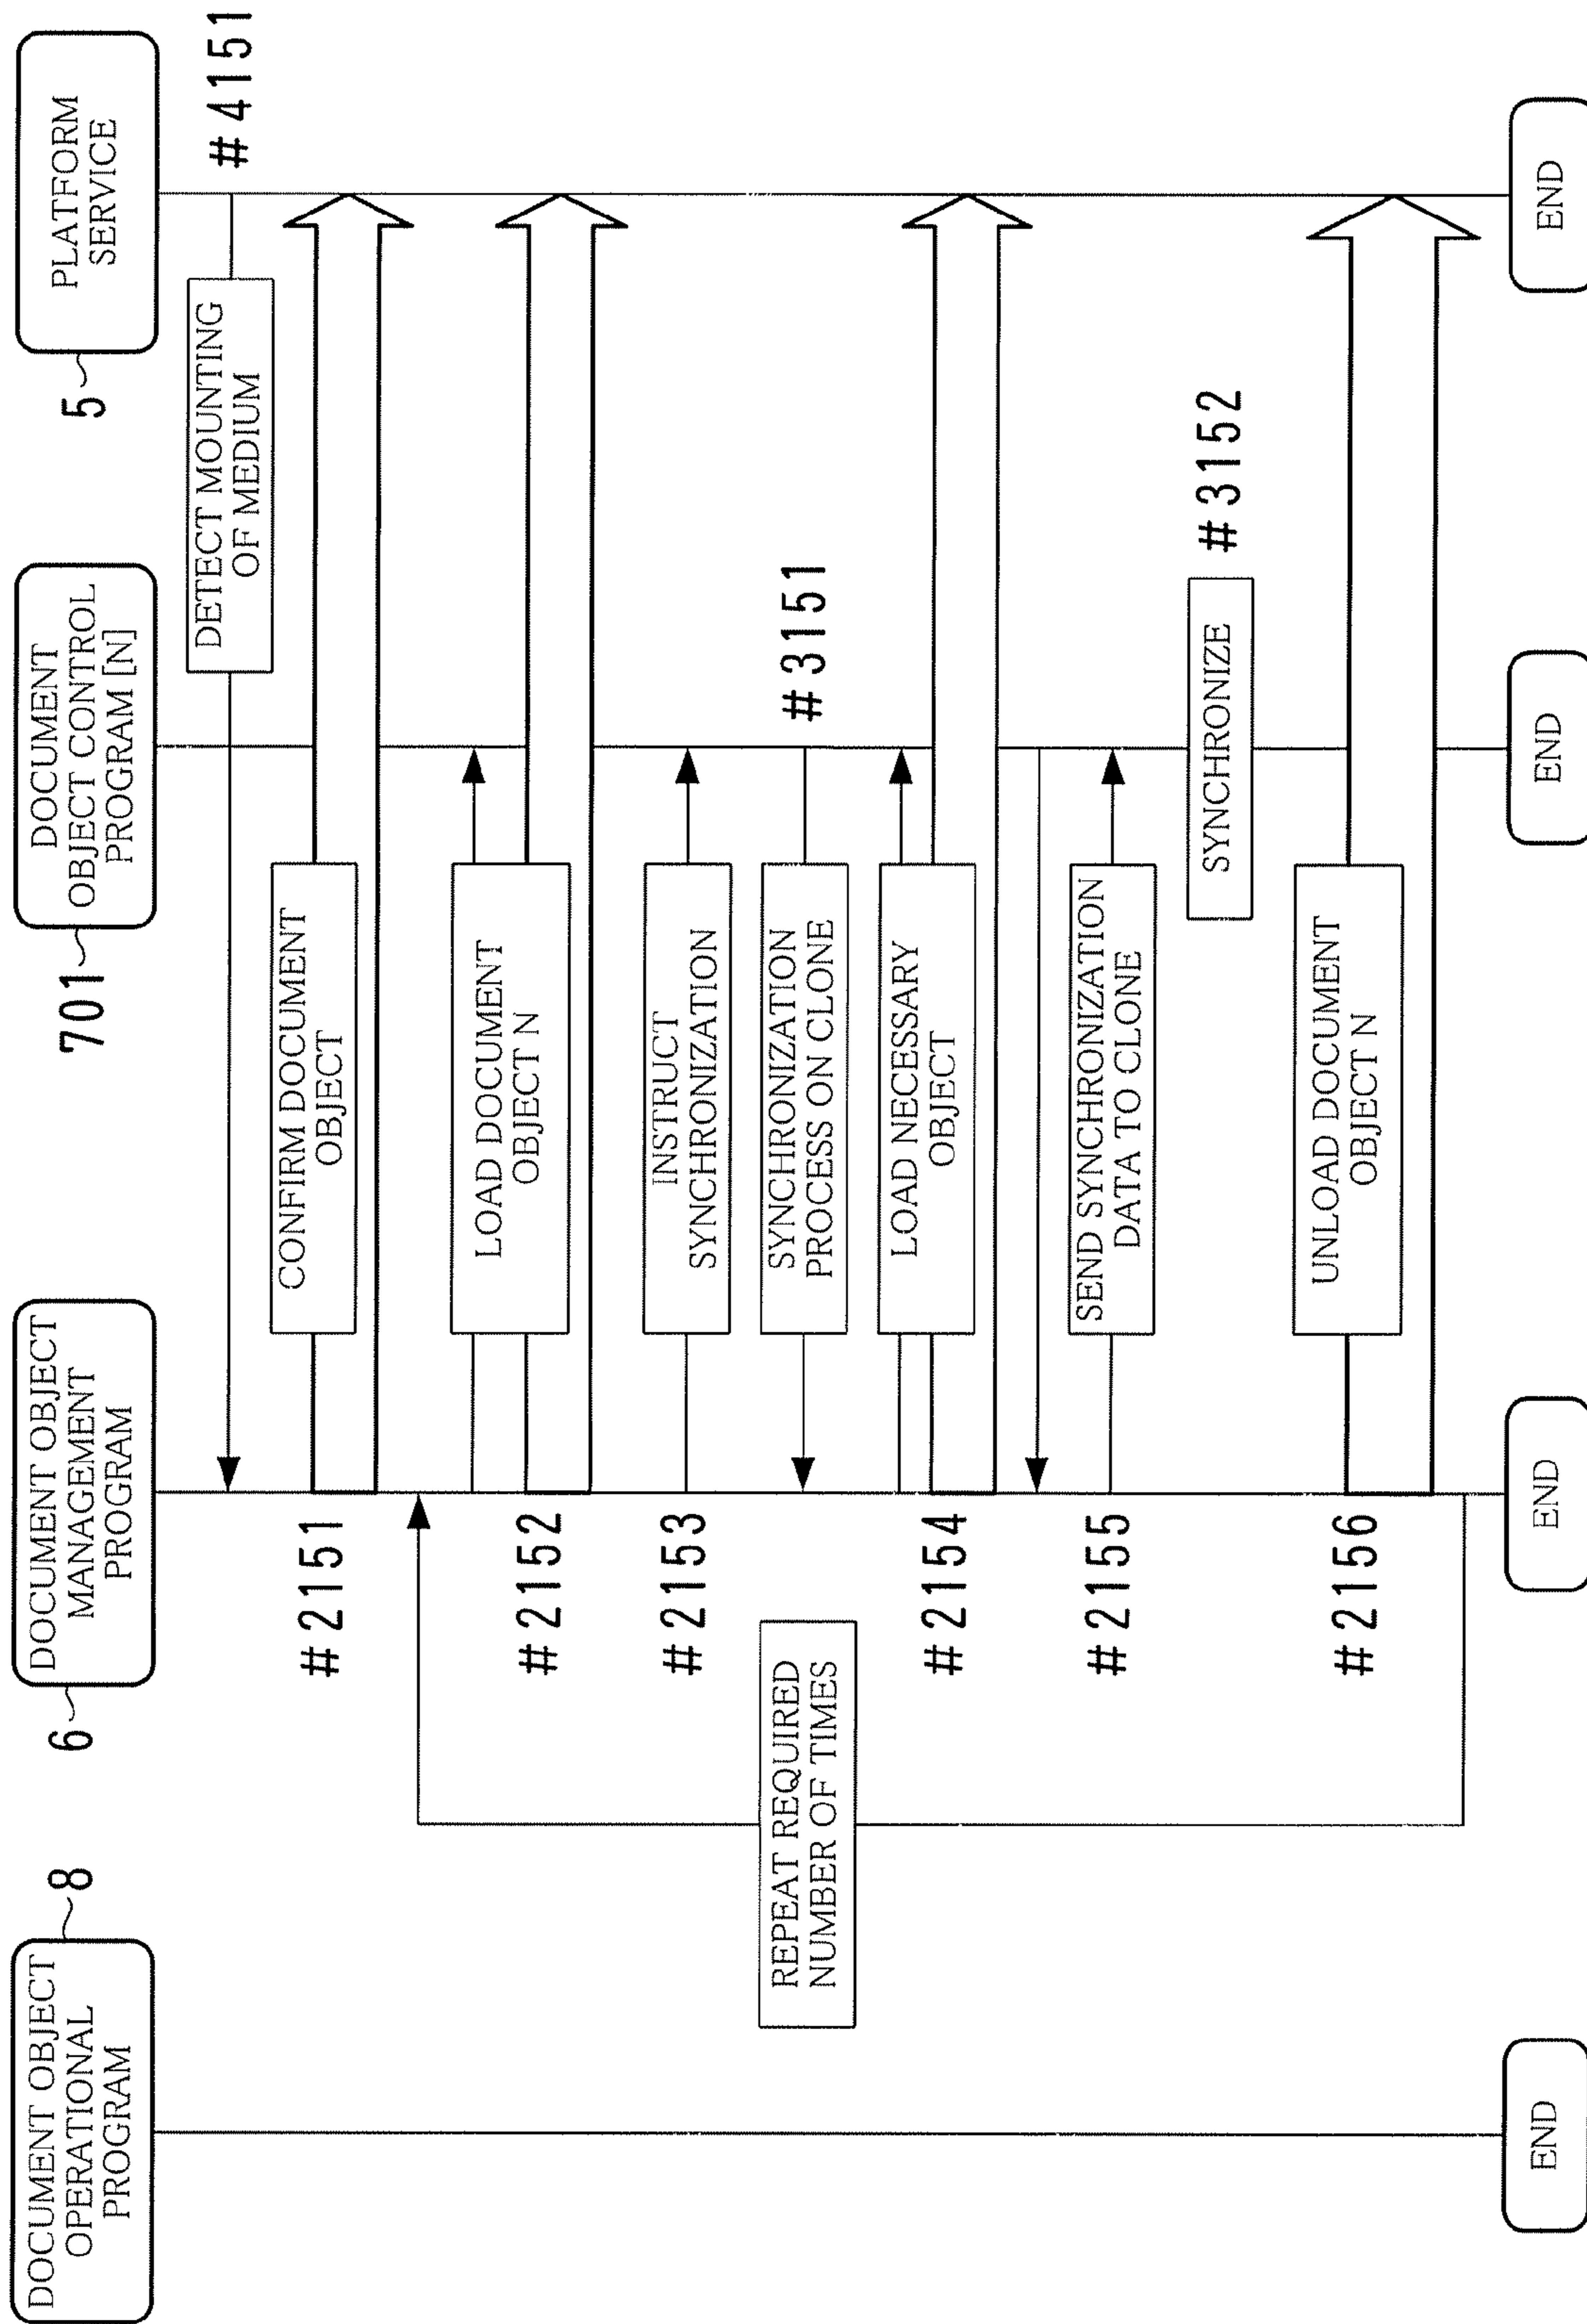 DOCUMENT OBJECT
OPERATIONAL
PROGRAM
8
6
DOCUMENT OBJECT
MANAGEMENT
PROGRAM
701
DOCUMENT
OBJECT CONTROL
PROGRAM [N]
5
PLATFORM
SERVICE
DETECT MOUNTING
OF MEDIUM
#4151
#2151
CONFIRM DOCUMENT
OBJECT
#2152
LOAD DOCUMENT
OBJECT N
#2153
INSTRUCT
SYNCHRONIZATION
REPEAT REQUIRED
NUMBER OF TIMES
SYNCHRONIZATION
PROCESS ON CLONE
#3151
#2154
LOAD NECESSARY
OBJECT
#2155
SEND SYNCHRONIZATION
DATA TO CLONE
SYNCHRONIZE
#3152
#2156
UNLOAD DOCUMENT
OBJECT N
END
END
END
END